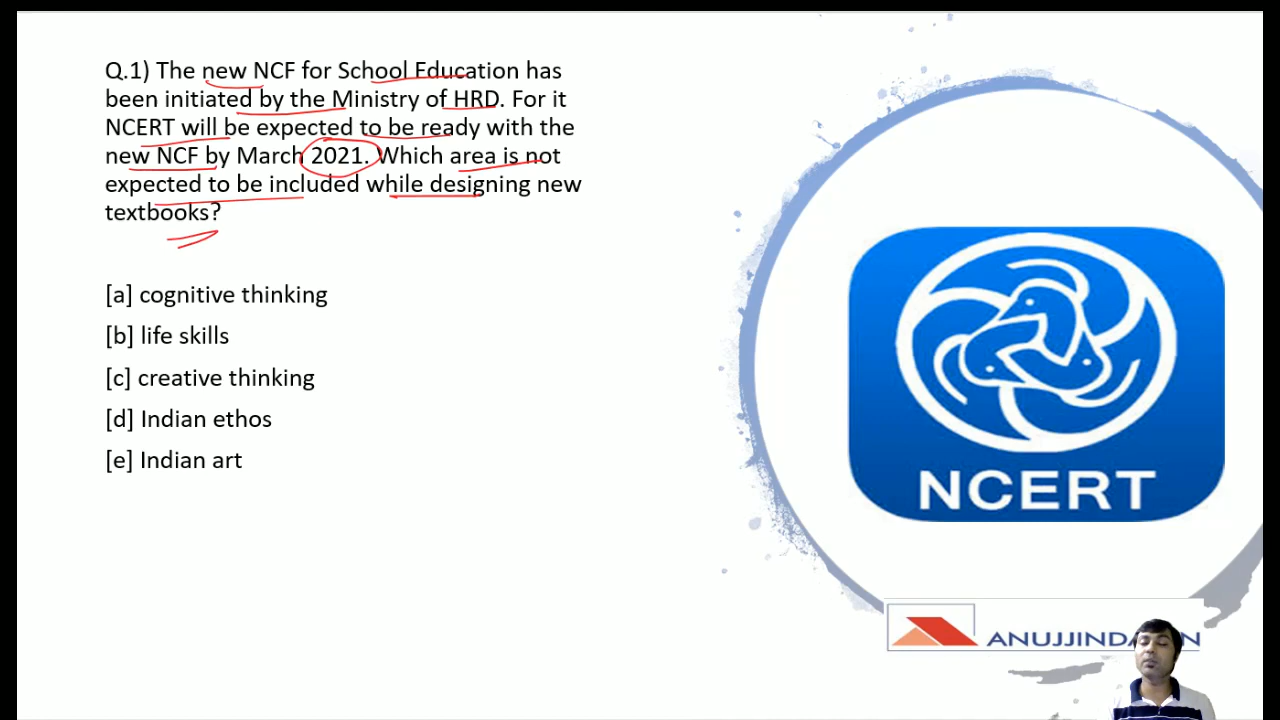 Q.1) The new NCF for School Education has
been initiated by the Ministry of HRD. For it
NCERT will be expected to be ready with the
new NCF by March 2021. Which area is not
expected to be included while designing new
textbooks?
[a] cognitive thinking
[b] life skills
[c] creative thinking
[d] Indian ethos
[e] Indian art
NCERT